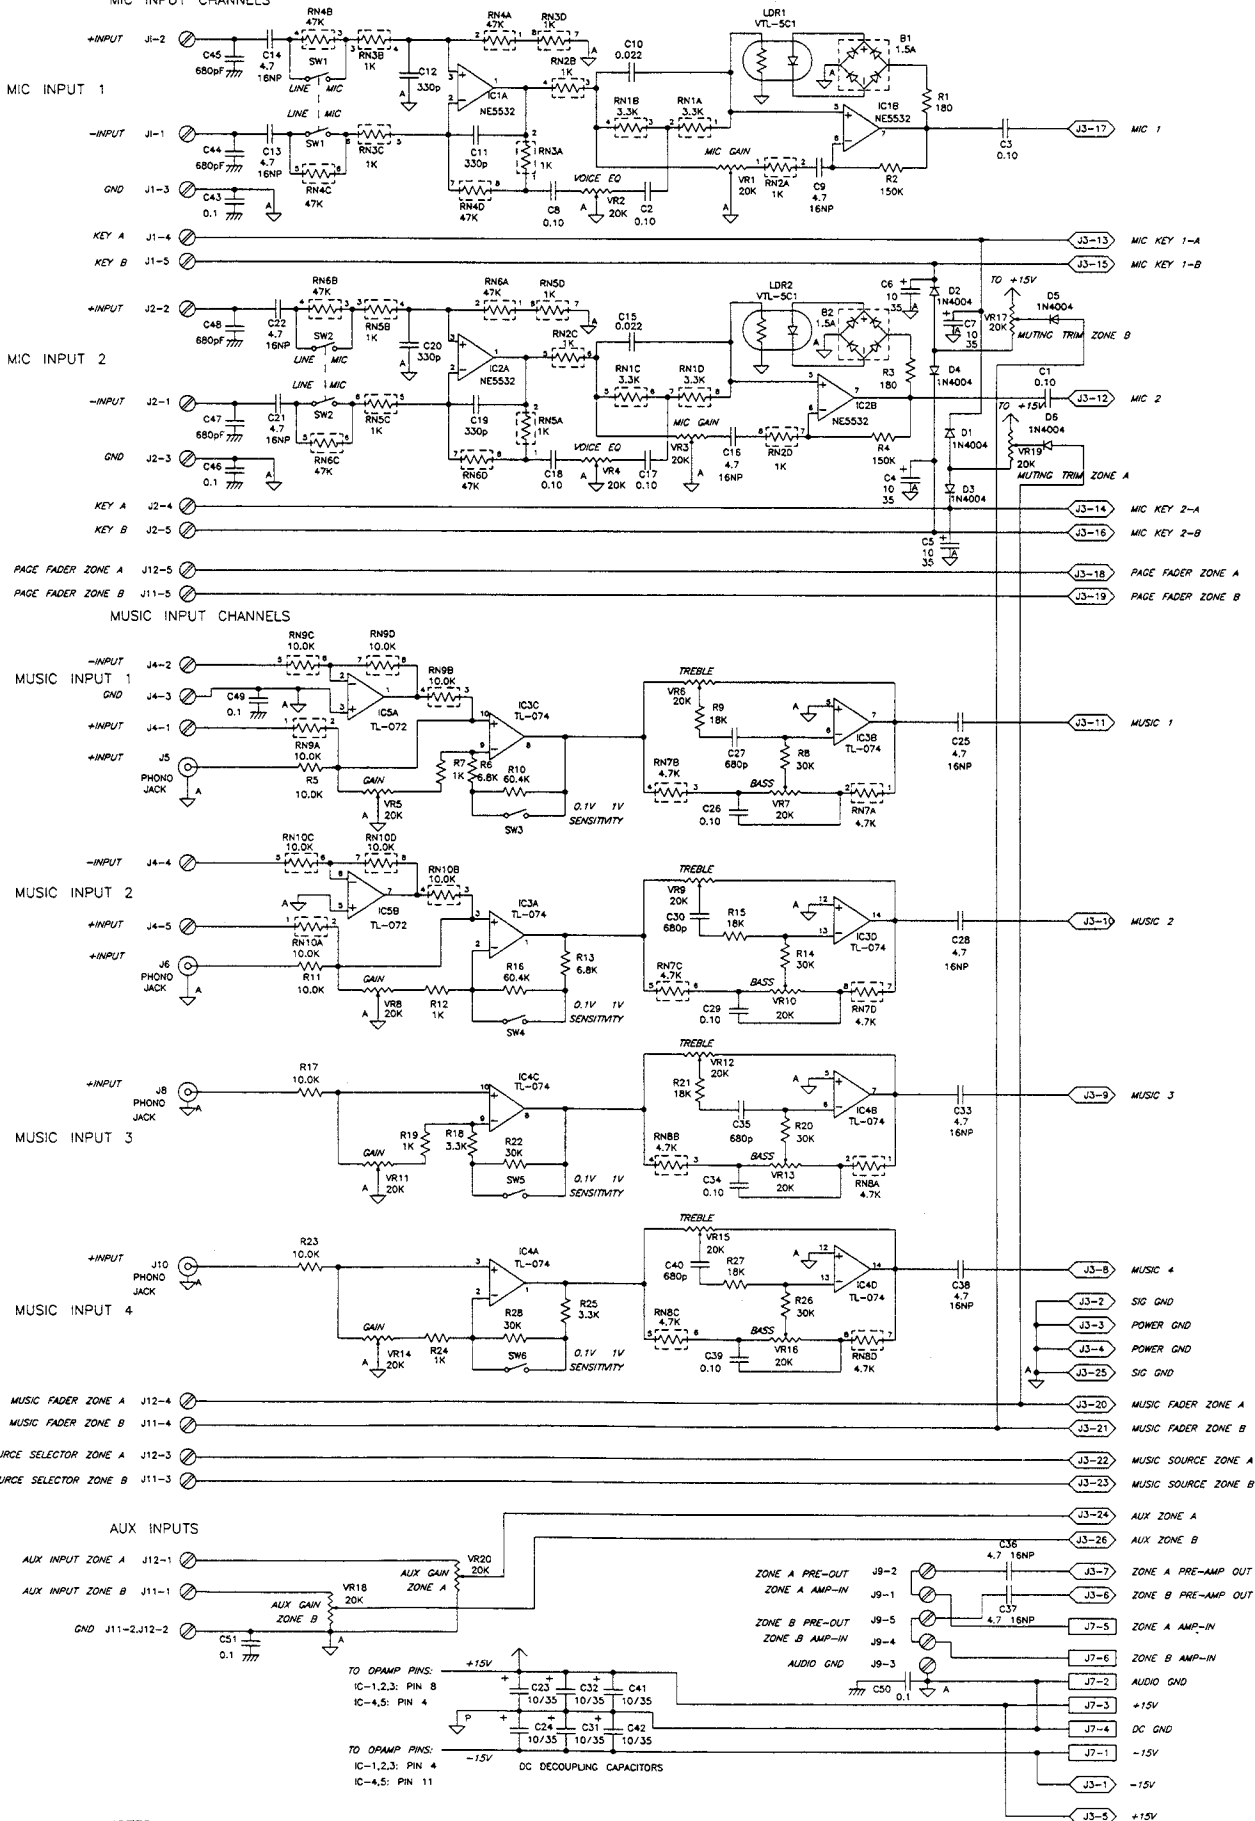 MIC INPUT CHANNELS
MIC INPUT 1
+INPUT J1-2
C45 680pF
C14 4.7 16NP
RN4B 47K
SW1
LINE MIC
RN3B 1K
C12 330p
RN4A 47K
RN3D 1K
IC1A NE5532
RN2B 1K
C10 0.022
LDR1 VTL-5C1
B1 1.5A
R1 180
RN1B 3.3K
RN1A 3.3K
IC1B NE5532
C3 0.10
J3-17 MIC 1
-INPUT J1-1
C44 680pF
C13 4.7 16NP
LINE MIC
SW1
RN4C 47K
RN3C 1K
C11 330p
RN3A 1K
RN4D 47K
C8 0.10
VOICE EQ
VR2 20K
C2 0.10
MIC GAIN
VR1 20K
RN2A 1K
C9 4.7 16NP
R2 150K
GND J1-3
C43 0.1
KEY A J1-4
J3-13 MIC KEY 1-A
KEY B J1-5
J3-15 MIC KEY 1-B
MIC INPUT 2
+INPUT J2-2
C48 680pF
C22 4.7 16NP
RN6B 47K
SW2
LINE MIC
RN5B 1K
C20 330p
RN6A 47K
RN5D 1K
IC2A NE5532
RN2C 1K
C15 0.022
LDR2 VTL-5C1
B2 1.5A
R3 180
RN1C 3.3K
RN1D 3.3K
IC2B NE5532
C6 10 35
D2 1N4004
C7 10 35
D4 1N4004
TO +15V
VR17 20K
D5 1N4004
MUTING TRIM ZONE B
C1 0.10
J3-12 MIC 2
-INPUT J2-1
C47 680pF
C21 4.7 16NP
LINE MIC
SW2
RN6C 47K
RN5C 1K
C19 330p
RN5A 1K
RN6D 47K
C18 0.10
VOICE EQ
VR4 20K
C17 0.10
MIC GAIN
VR3 20K
C16 4.7 16NP
RN2D 1K
R4 150K
C4 10 35
D1 1N4004
D3 1N4004
TO +15V
VR19 20K
D6 1N4004
MUTING TRIM ZONE A
GND J2-3
C46 0.1
KEY A J2-4
J3-14 MIC KEY 2-A
KEY B J2-5
J3-16 MIC KEY 2-B
C5 10 35
PAGE FADER ZONE A J12-5
J3-18 PAGE FADER ZONE A
PAGE FADER ZONE B J11-5
J3-19 PAGE FADER ZONE B
MUSIC INPUT CHANNELS
MUSIC INPUT 1
-INPUT J4-2
GND J4-3
+INPUT J4-1
+INPUT J5 PHONO JACK
C49 0.1
RN9C 10.0K
RN9D 10.0K
RN9B 10.0K
IC5A TL-072
RN9A 10.0K
R5 10.0K
GAIN
VR5 20K
R7 1K
R6 6.8K
R10 60.4K
SW3
0.1V 1V
SENSITIVITY
IC3C TL-074
TREBLE
VR6 20K
R9 18K
C27 680p
R8 30K
IC3B TL-074
RN7B 4.7K
C26 0.10
BASS
VR7 20K
RN7A 4.7K
C25 4.7 16NP
J3-11 MUSIC 1
MUSIC INPUT 2
-INPUT J4-4
+INPUT J4-5
+INPUT J6 PHONO JACK
RN10C 10.0K
RN10D 10.0K
RN10B 10.0K
IC5B TL-072
RN10A 10.0K
R11 10.0K
GAIN
VR8 20K
R12 1K
R16 60.4K
R13 6.8K
SW4
0.1V 1V
SENSITIVITY
IC3A TL-074
TREBLE
VR9 20K
C30 680p
R15 18K
R14 30K
IC3D TL-074
RN7C 4.7K
C29 0.10
BASS
VR10 20K
RN7D 4.7K
C28 4.7 16NP
J3-10 MUSIC 2
MUSIC INPUT 3
+INPUT J8 PHONO JACK
R17 10.0K
GAIN
VR11 20K
R19 1K
R18 3.3K
R22 30K
SW5
0.1V 1V
SENSITIVITY
IC4C TL-074
TREBLE
VR12 20K
R21 18K
C35 680p
R20 30K
IC4B TL-074
RN8B 4.7K
C34 0.10
BASS
VR13 20K
RN8A 4.7K
C33 4.7 16NP
J3-9 MUSIC 3
MUSIC INPUT 4
+INPUT J10 PHONO JACK
R23 10.0K
GAIN
VR14 20K
R24 1K
R28 30K
R25 3.3K
SW6
0.1V 1V
SENSITIVITY
IC4A TL-074
TREBLE
VR15 20K
C40 680p
R27 18K
R26 30K
IC4D TL-074
RN8C 4.7K
C39 0.10
BASS
VR16 20K
RN8D 4.7K
C38 4.7 16NP
J3-8 MUSIC 4
J3-2 SIG GND
J3-3 POWER GND
J3-4 POWER GND
J3-25 SIG GND
MUSIC FADER ZONE A J12-4
J3-20 MUSIC FADER ZONE A
MUSIC FADER ZONE B J11-4
J3-21 MUSIC FADER ZONE B
URCE SELECTOR ZONE A J12-3
J3-22 MUSIC SOURCE ZONE A
URCE SELECTOR ZONE B J11-3
J3-23 MUSIC SOURCE ZONE B
AUX INPUTS
J3-24 AUX ZONE A
J3-26 AUX ZONE B
AUX INPUT ZONE A J12-1
VR20 20K
AUX GAIN ZONE A
AUX INPUT ZONE B J11-1
VR18 20K
AUX GAIN ZONE B
GND J11-2,J12-2
C51 0.1
ZONE A PRE-OUT J9-2
C36 4.7 16NP
J3-7 ZONE A PRE-AMP OUT
ZONE A AMP-IN J9-1
J3-6 ZONE B PRE-AMP OUT
C37 4.7 16NP
ZONE B PRE-OUT J9-5
J7-5 ZONE A AMP-IN
ZONE B AMP-IN J9-4
J7-6 ZONE B AMP-IN
AUDIO GND J9-3
C50 0.1
J7-2 AUDIO GND
J7-3 +15V
J7-4 DC GND
J7-1 -15V
J3-1 -15V
J3-5 +15V
TO OPAMP PINS: +15V
IC-1,2,3: PIN 8
IC-4,5: PIN 4
C23 10/35
C32 10/35
C41 10/35
C24 10/35
C31 10/35
C42 10/35
TO OPAMP PINS: -15V
IC-1,2,3: PIN 4
IC-4,5: PIN 11
DC DECOUPLING CAPACITORS